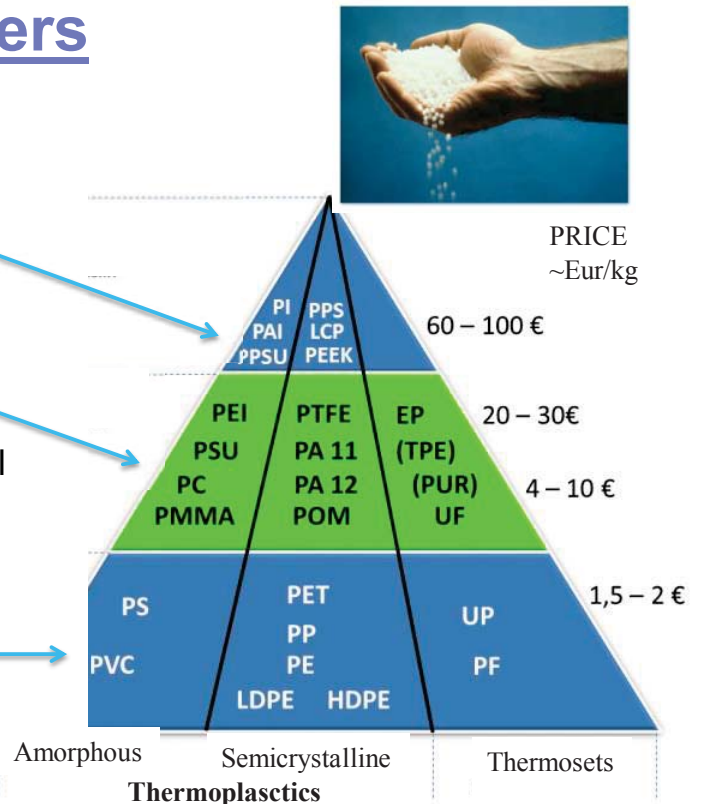 ers
PRICE
~Eur/kg
PI PPS
PAI LCP
PPSU PEEK
60 – 100 €
PEI PTFE EP
20 – 30€
PSU PA 11 (TPE)
l
PC PA 12 (PUR)
4 – 10 €
PMMA POM UF
1,5 – 2 €
PS PET UP
PP
PVC PE PF
LDPE HDPE
Amorphous Semicrystalline Thermosets
Thermoplasctics